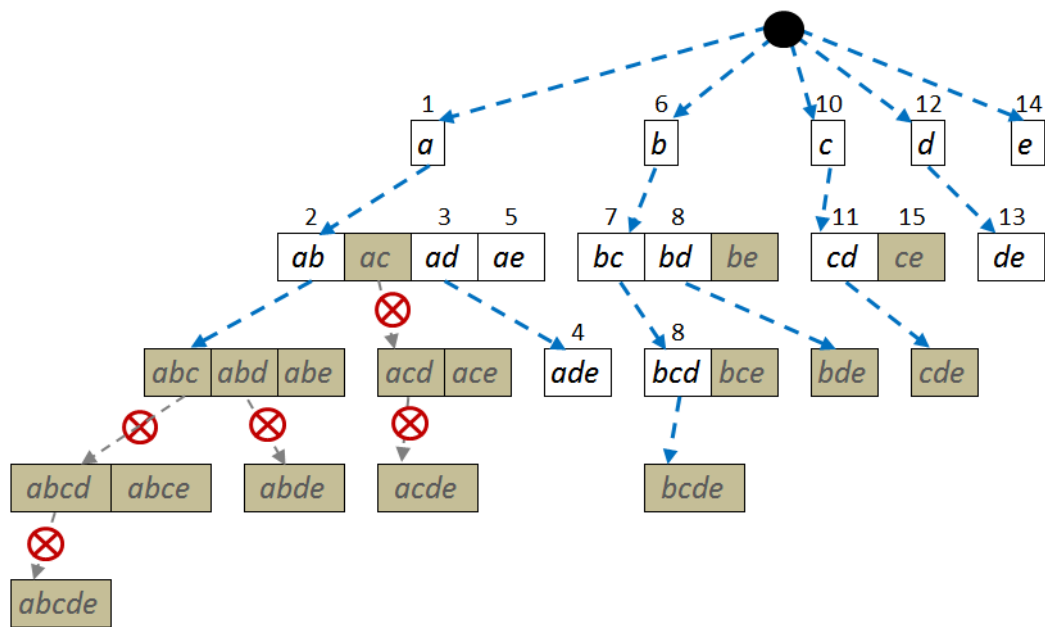 1 6 10 12 14
a b c d e
2 3 5 7 8 11 15 13
ab ac ad ae bc bd be cd ce de
4 8
abc abd abe acd ace ade bcd bce bde cde
abcd abce abde acde bcde
abcde